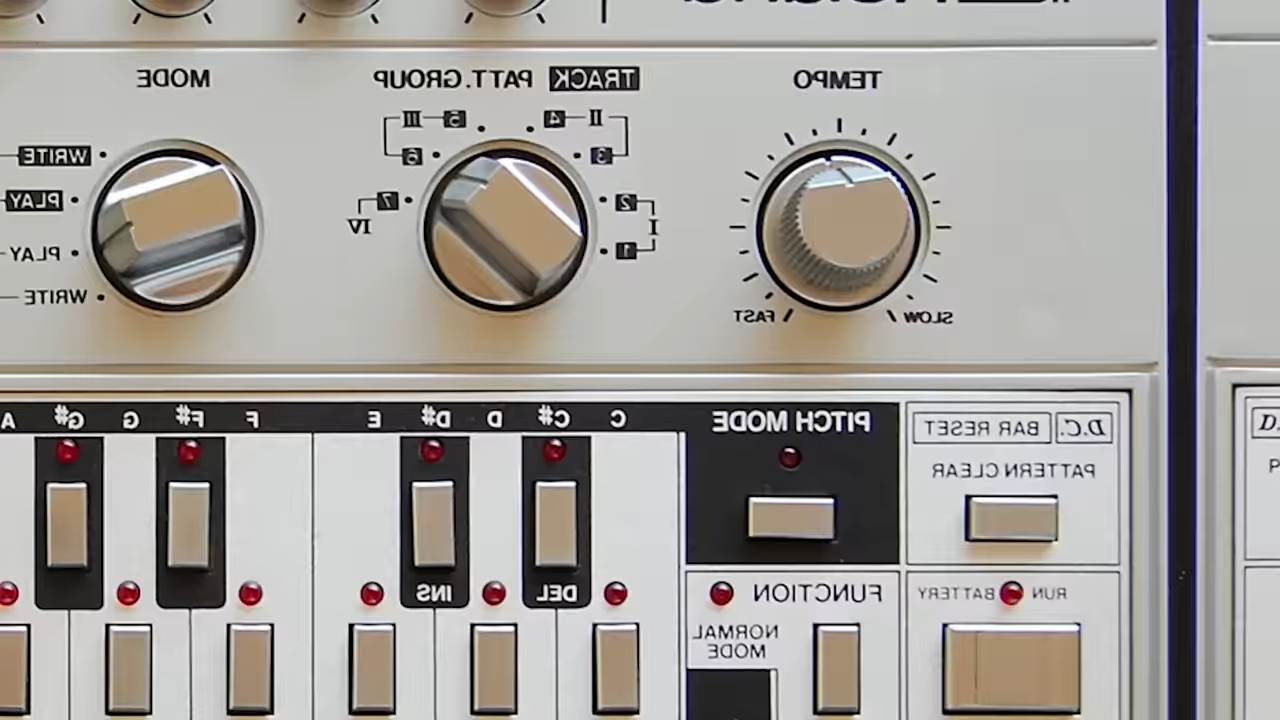 Roland
TEMPO
TRACK PATT.GROUP
MODE
II 4 5 III
3 6
WRITE
2 7
PLAY
I IV
1
PLAY
WRITE
SLOW FAST
D.C. BAR RESET
PITCH MODE
C C# D D# E F F# G G# A
PATTERN CLEAR
DEL INS
RUN BATTERY
FUNCTION
NORMAL
MODE